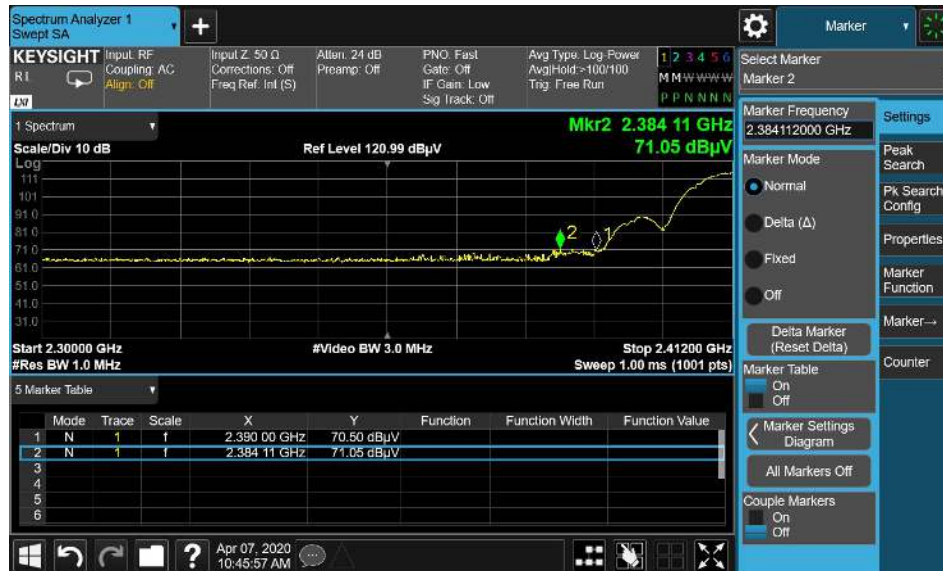 Spectrum Analyzer 1
Swept SA
+
Marker
KEYSIGHT
RL
LXI
Input: RF
Coupling: AC
Align: Off
Input Z: 50 Ω
Corrections: Off
Freq Ref: Int (S)
Atten: 24 dB
Preamp: Off
PNO: Fast
Gate: Off
IF Gain: Low
Sig Track: Off
Avg Type: Log-Power
Avg|Hold:>100/100
Trig: Free Run
1 2 3 4 5 6
M M W W W W
P P N N N N
Select Marker
Marker 2
1 Spectrum
Scale/Div 10 dB
Ref Level 120.99 dBµV
Mkr2 2.384 11 GHz
71.05 dBµV
Log
111
101
91.0
81.0
71.0
61.0
51.0
41.0
31.0
2
1
Start 2.30000 GHz
#Res BW 1.0 MHz
#Video BW 3.0 MHz
Stop 2.41200 GHz
Sweep 1.00 ms (1001 pts)
5 Marker Table
Mode Trace Scale X Y Function Function Width Function Value
1 N 1 f 2.390 00 GHz 70.50 dBµV
2 N 1 f 2.384 11 GHz 71.05 dBµV
3
4
5
6
Marker Frequency
2.384112000 GHz
Marker Mode
Normal
Delta (Δ)
Fixed
Off
Delta Marker
(Reset Delta)
Marker Table
On
Off
Marker Settings
Diagram
All Markers Off
Couple Markers
On
Off
Settings
Peak
Search
Pk Search
Config
Properties
Marker
Function
Marker→
Counter
?
Apr 07, 2020
10:45:57 AM